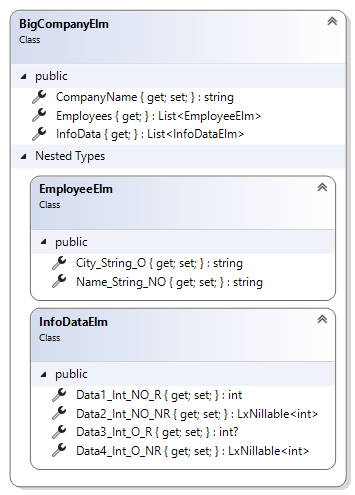 BigCompanyElm
Class
public
CompanyName { get; set; } : string
Employees { get; } : List<EmployeeElm>
InfoData { get; } : List<InfoDataElm>
Nested Types
EmployeeElm
Class
public
City_String_O { get; set; } : string
Name_String_NO { get; set; } : string
InfoDataElm
Class
public
Data1_Int_NO_R { get; set; } : int
Data2_Int_NO_NR { get; set; } : LxNillable<int>
Data3_Int_O_R { get; set; } : int?
Data4_Int_O_NR { get; set; } : LxNillable<int>